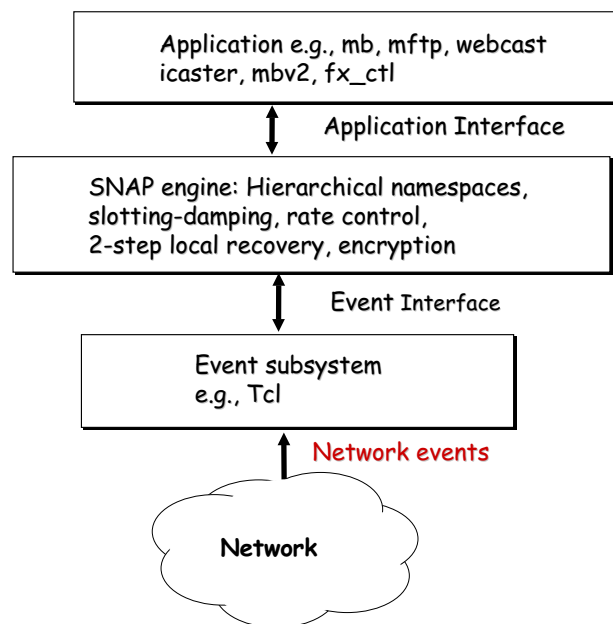 Application e.g., mb, mftp, webcast
icaster, mbv2, fx_ctl
Application Interface
SNAP engine: Hierarchical namespaces,
slotting-damping, rate control,
2-step local recovery, encryption
Event Interface
Event subsystem
e.g., Tcl
Network events
Network